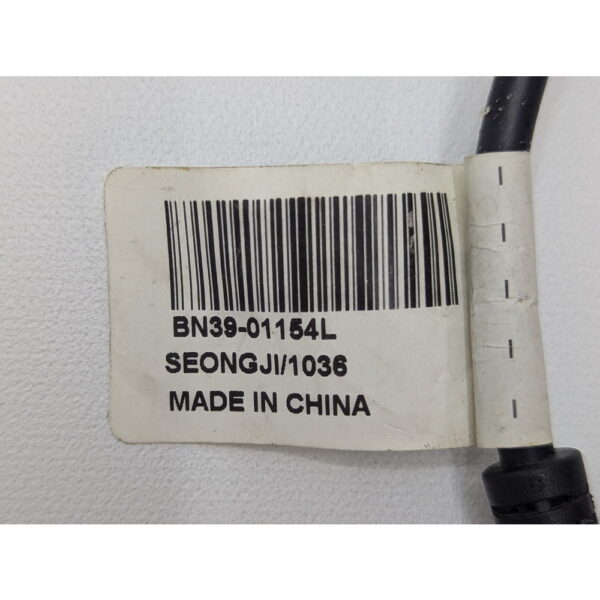 BN39-01154L
SEONGJI/1036
MADE IN CHINA